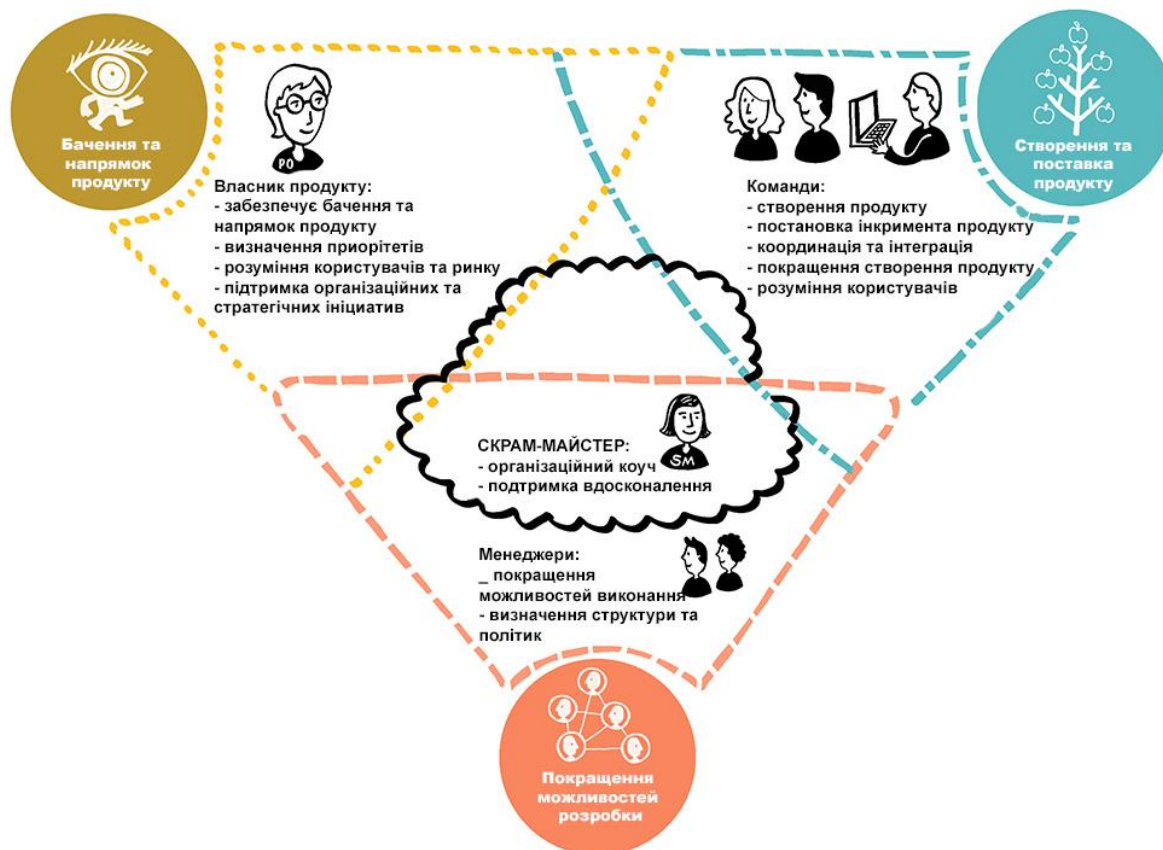 Бачення та
напрямок
продукту
PO
Власник продукту:
- забезпечує бачення та
напрямок продукту
- визначення приорітетів
- розуміння користувачів та ринку
- підтримка організаційних та
стратегічних ініциатив
Команди:
- створення продукту
- постановка інкримента продукту
- координація та інтеграція
- покращення створення продукту
- розуміння користувачів
Створення та
поставка
продукту
СКРАМ-МАЙСТЕР:
- організаційний коуч
- подтримка вдосконалення
SM
Менеджери:
_ покращення
можливостей виконання
- визначення структури та
політик
Покращення
можливостей
розробки